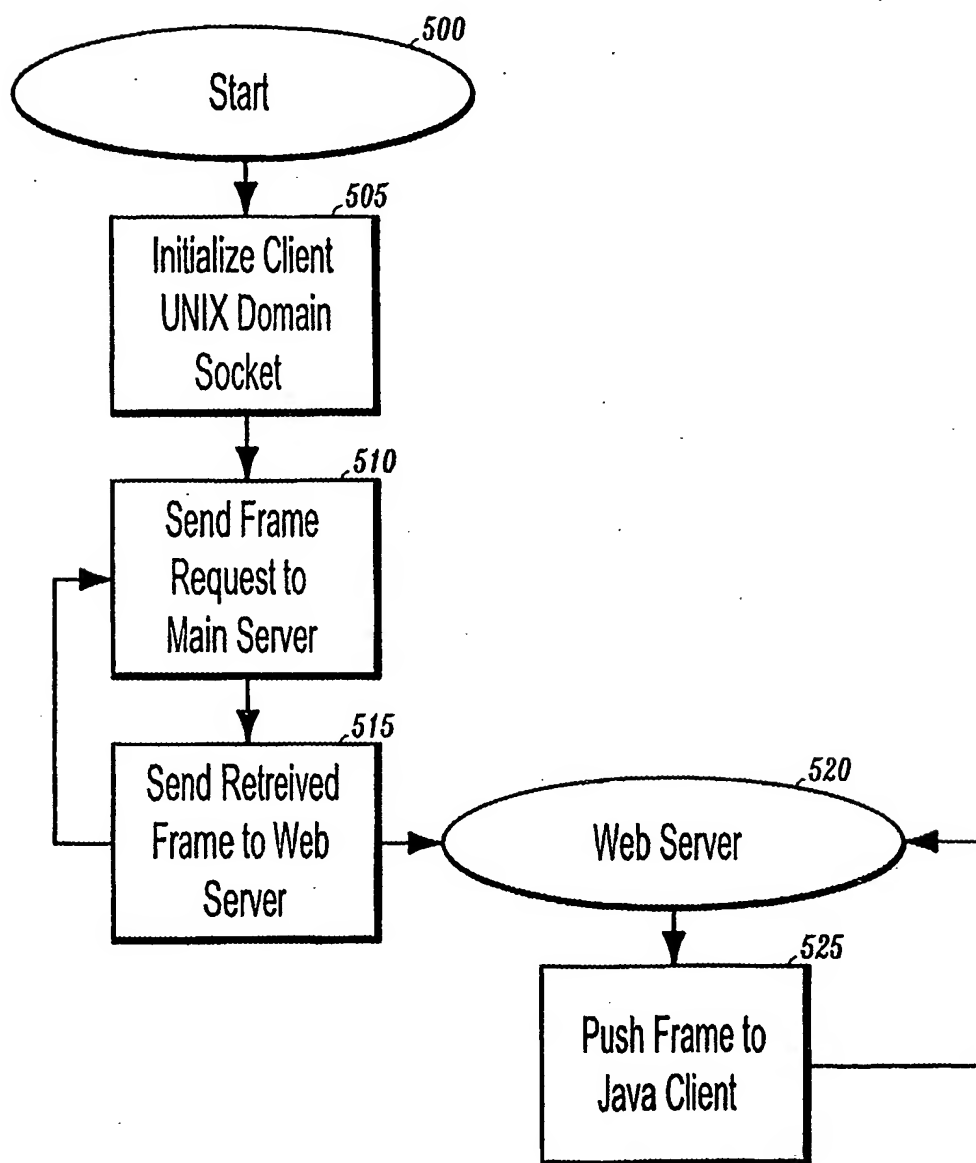 500
Start
505
Initialize Client
UNIX Domain
Socket
510
Send Frame
Request to
Main Server
515
Send Retreived
Frame to Web
Server
520
Web Server
525
Push Frame to
Java Client